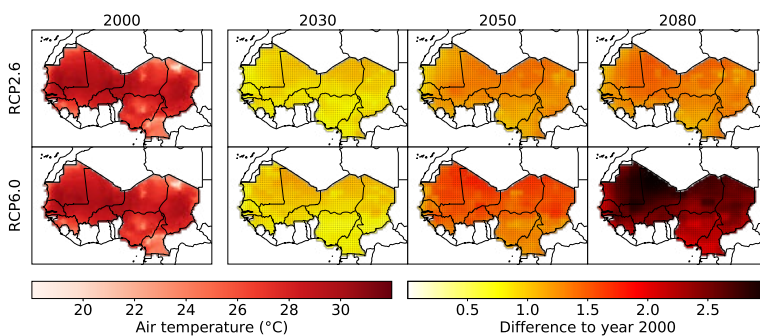 2000 2030 2050 2080
RCP2.6
RCP6.0
20 22 24 26 28 30 0.5 1.0 1.5 2.0 2.5
Air temperature (°C) Difference to year 2000